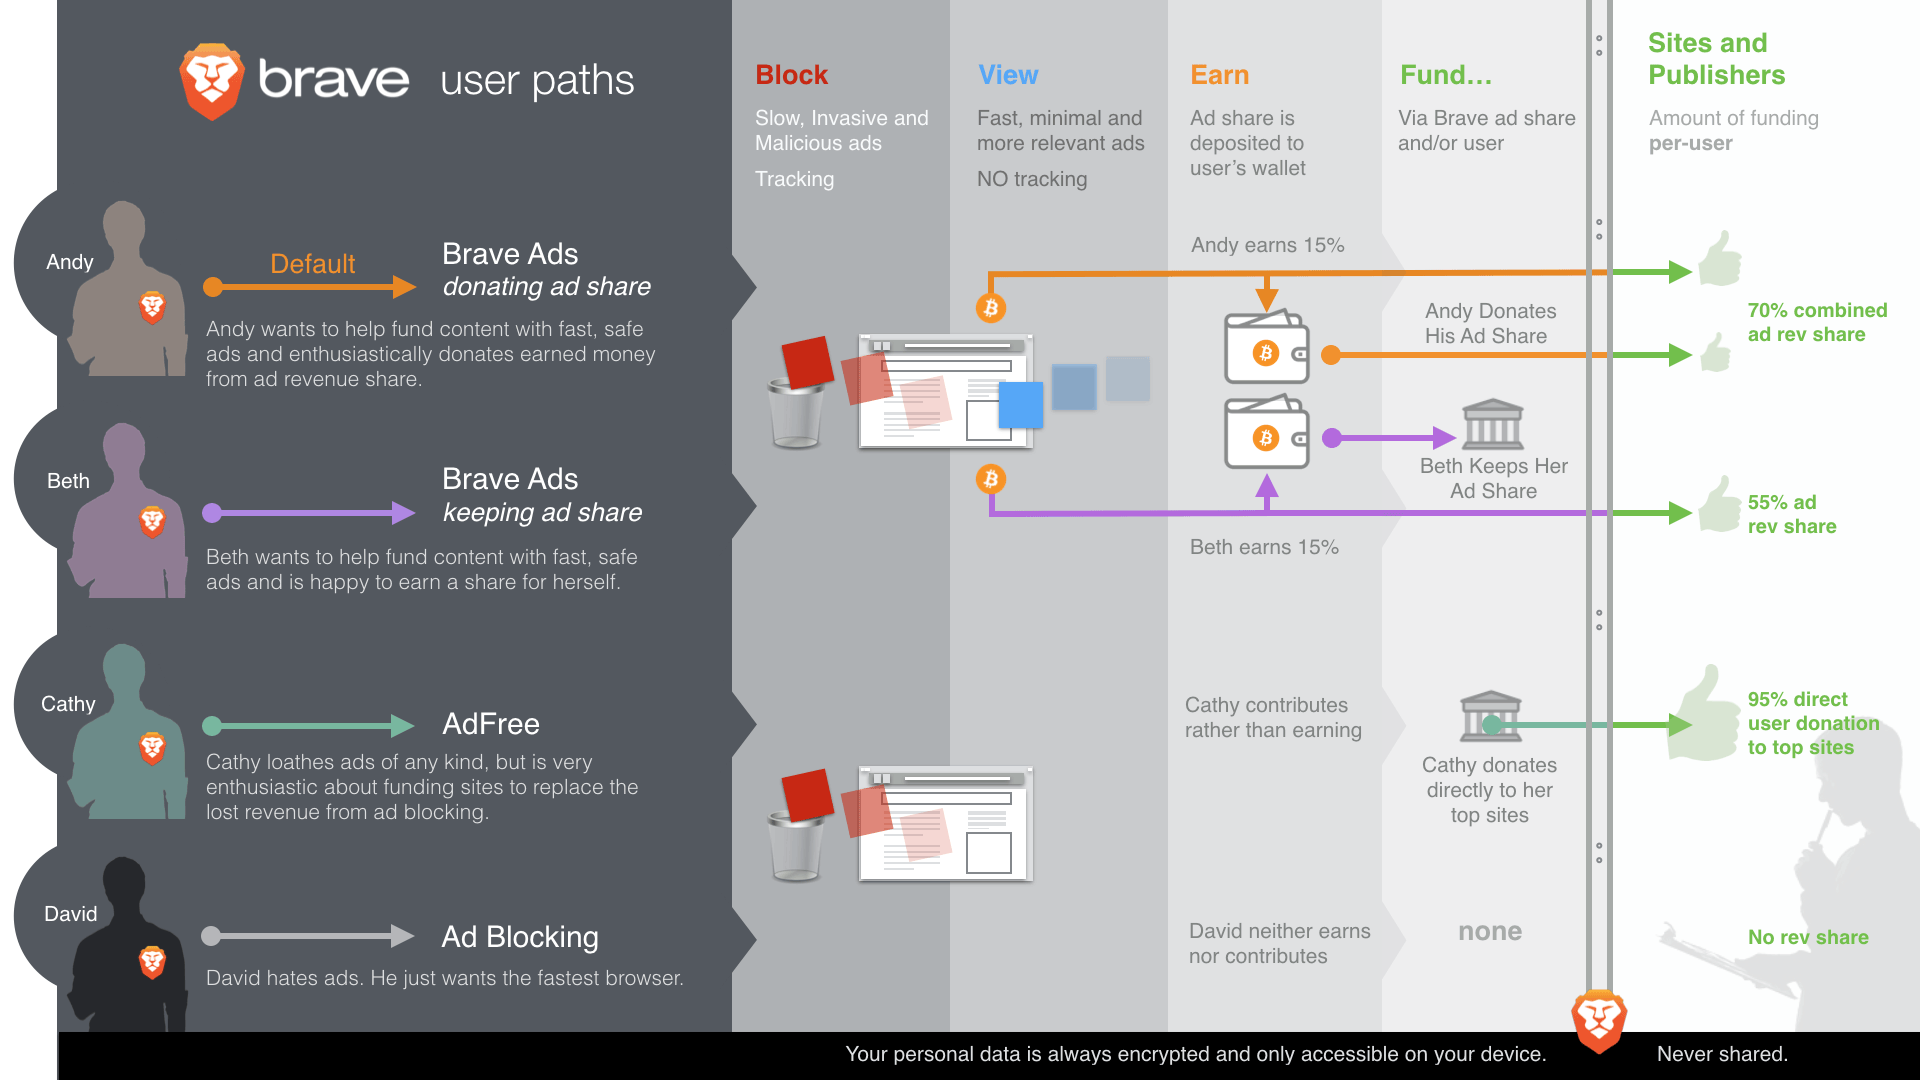 brave user paths
Block
Slow, Invasive and
Malicious ads
Tracking
View
Fast, minimal and
more relevant ads
NO tracking
Earn
Ad share is
deposited to
user’s wallet
Fund…
Via Brave ad share
and/or user
Sites and
Publishers
Amount of funding
per-user
Andy
Default
Brave Ads
donating ad share
Andy wants to help fund content with fast, safe
ads and enthusiastically donates earned money
from ad revenue share.
Andy earns 15%
Andy Donates
His Ad Share
70% combined
ad rev share
Beth
Brave Ads
keeping ad share
Beth wants to help fund content with fast, safe
ads and is happy to earn a share for herself.
Beth Keeps Her
Ad Share
Beth earns 15%
55% ad
rev share
Cathy
AdFree
Cathy loathes ads of any kind, but is very
enthusiastic about funding sites to replace the
lost revenue from ad blocking.
Cathy contributes
rather than earning
Cathy donates
directly to her
top sites
95% direct
user donation
to top sites
David
Ad Blocking
David hates ads. He just wants the fastest browser.
David neither earns
nor contributes
none
No rev share
Your personal data is always encrypted and only accessible on your device.
Never shared.